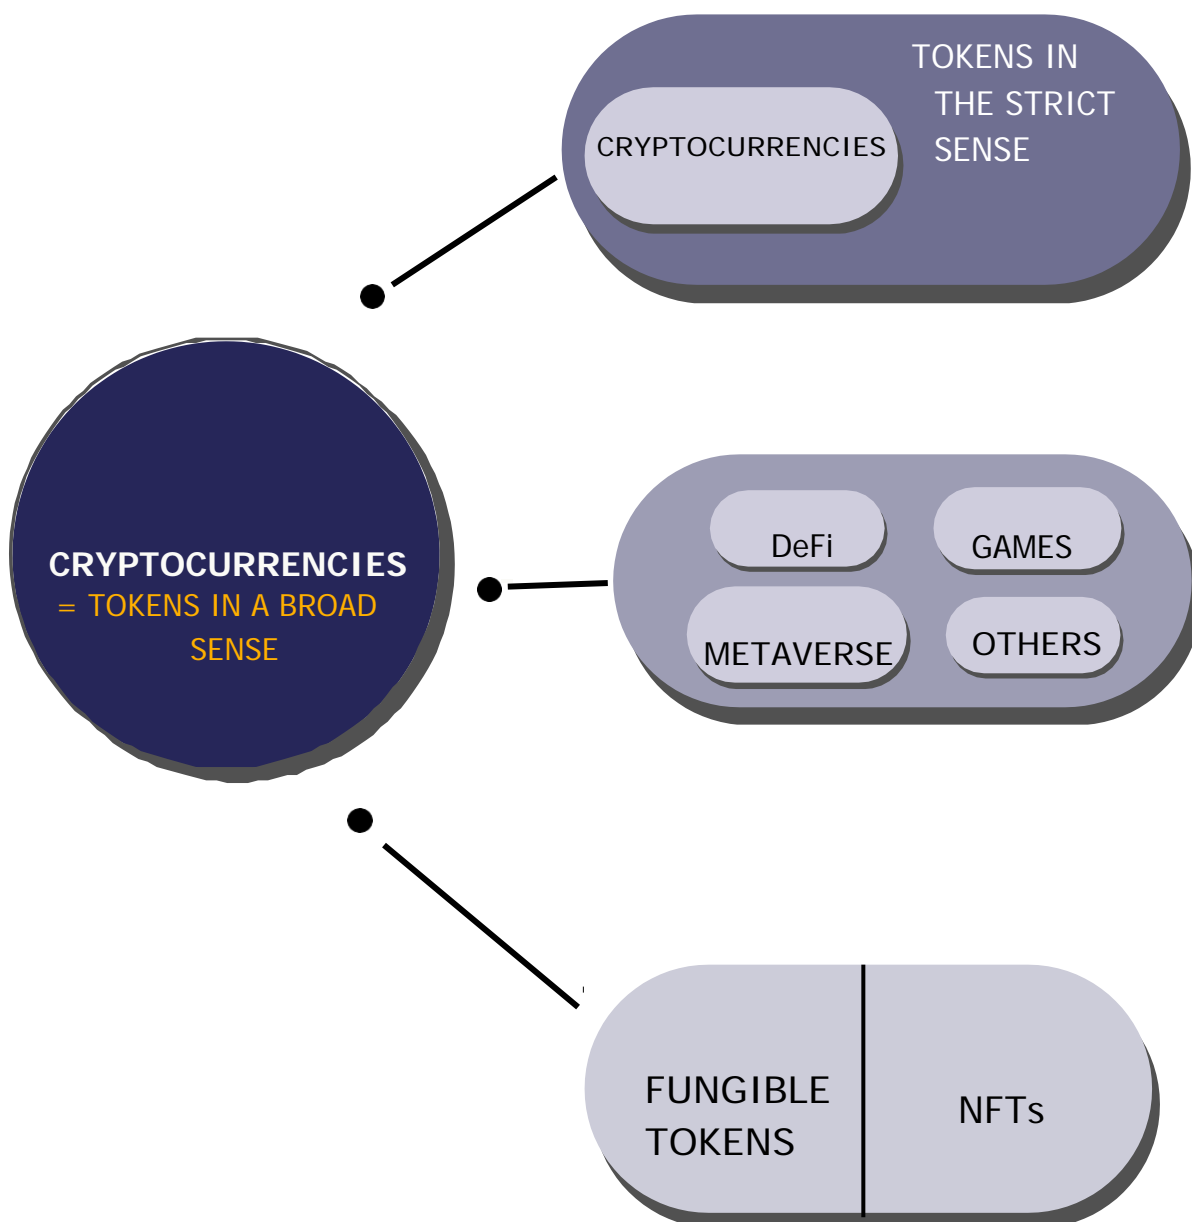 TOKENS IN
THE STRICT
SENSE
CRYPTOCURRENCIES
CRYPTOCURRENCIES
= TOKENS IN A BROAD
SENSE
DeFi
GAMES
METAVERSE
OTHERS
FUNGIBLE
TOKENS
NFTs